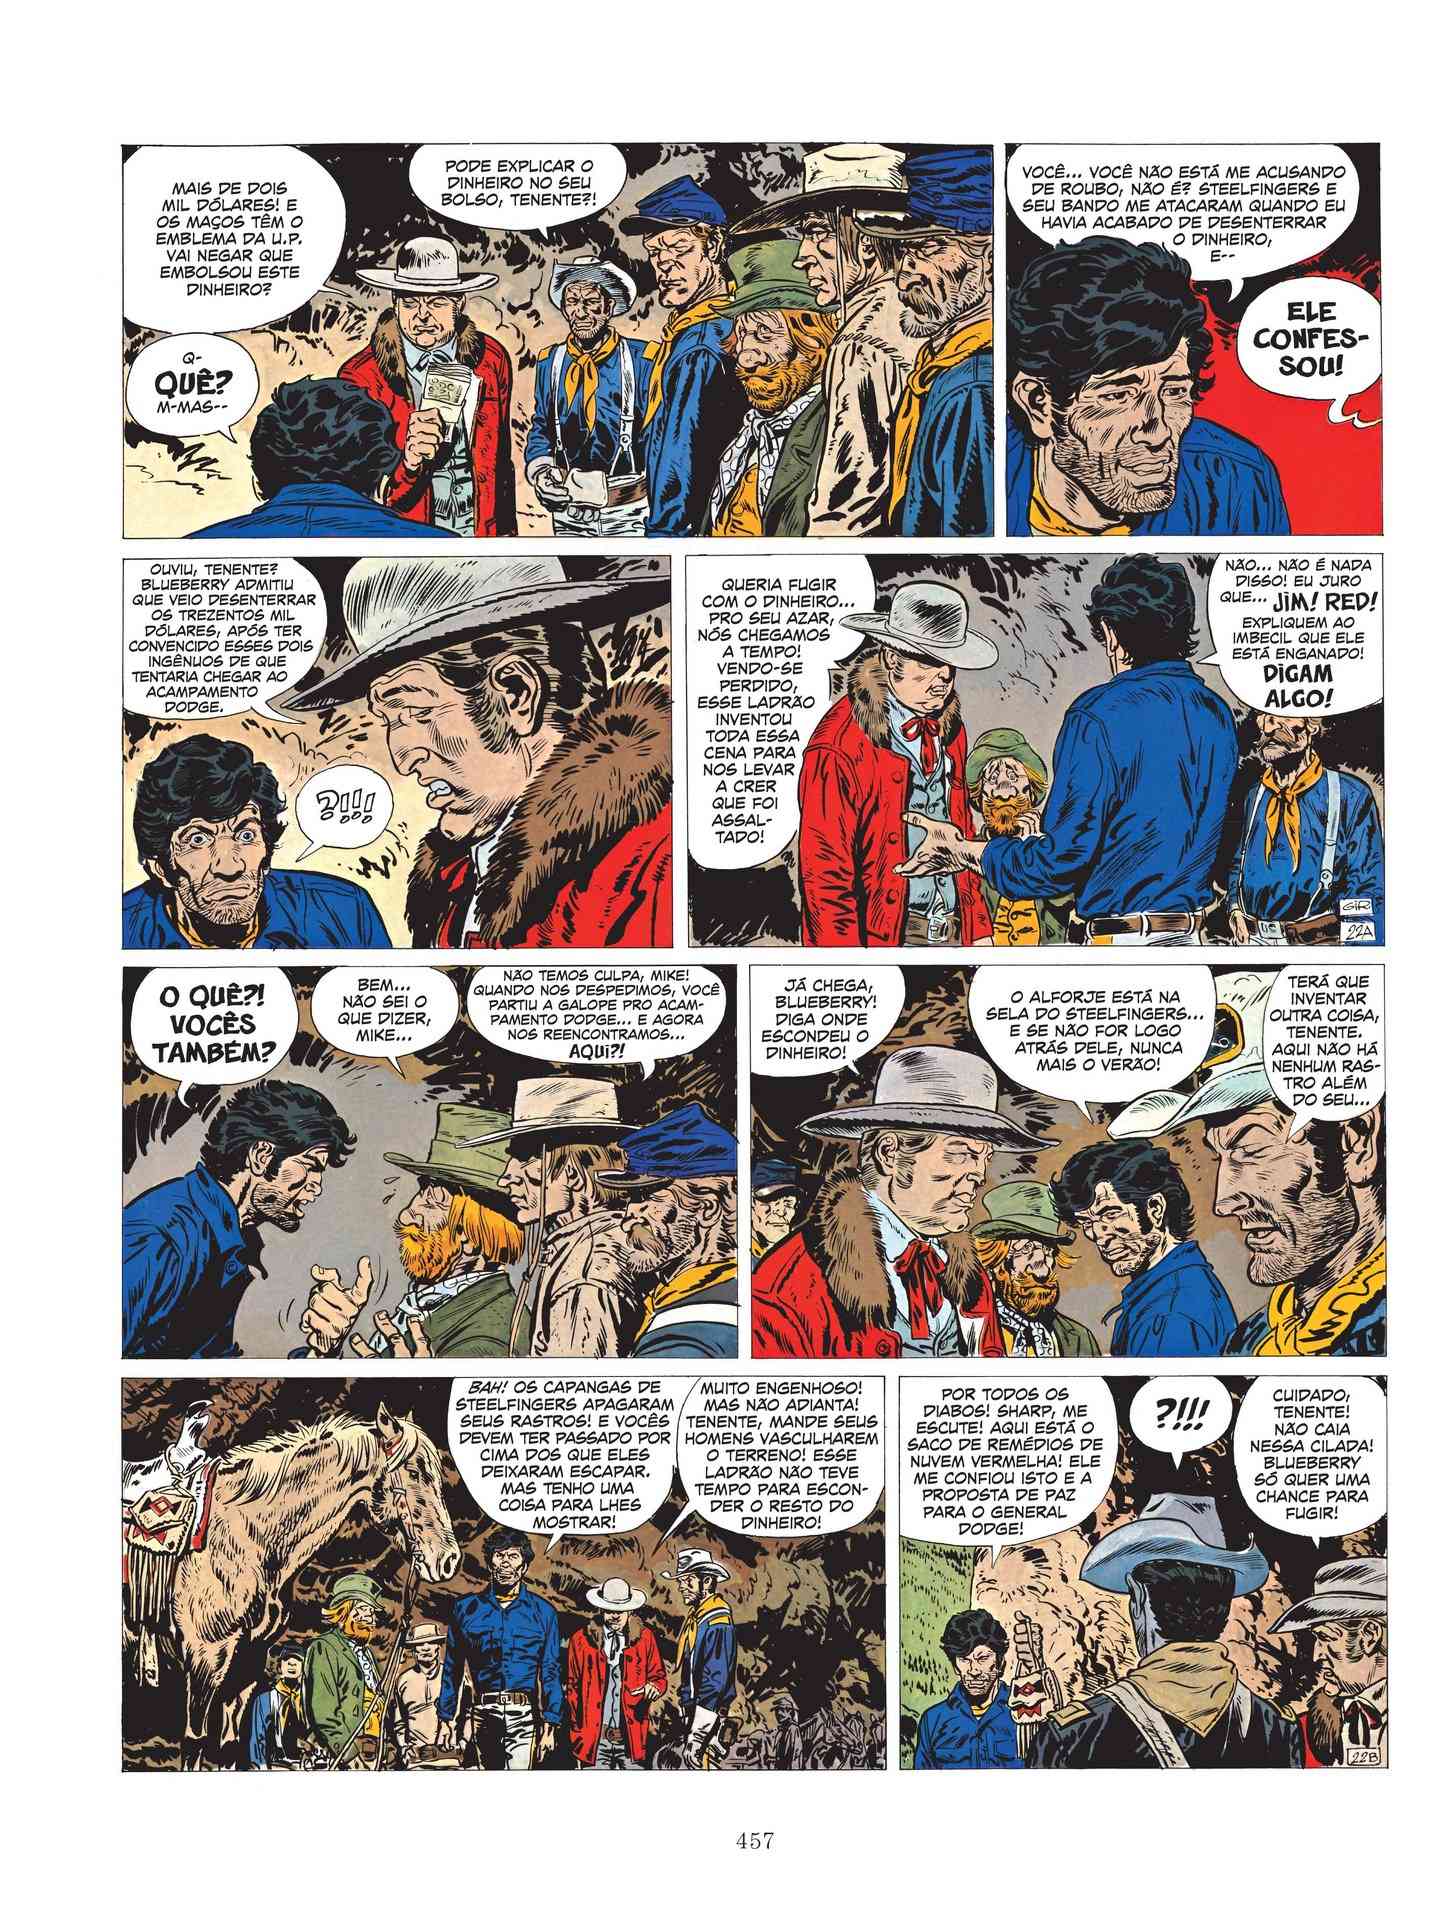 MAIS DE DOIS
MIL DÓLARES! E
OS MAÇOS TÊM O
EMBLEMA DA U.P.
VAI NEGAR QUE
EMBOLSOU ESTE
DINHEIRO?
PODE EXPLICAR O
DINHEIRO NO SEU
BOLSO, TENENTE?!
Q-
QUÊ?
M-MAS--
VOCÊ... VOCÊ NÃO ESTÁ ME ACUSANDO
DE ROUBO, NÃO É? STEELFINGERS E
SEU BANDO ME ATACARAM QUANDO EU
HAVIA ACABADO DE DESENTERRAR
O DINHEIRO,
E--
ELE
CONFES-
SOU!
OUVIU, TENENTE?
BLUEBERRY ADMITIU
QUE VEIO DESENTERRAR
OS TREZENTOS MIL
DÓLARES, APÓS TER
CONVENCIDO ESSES DOIS
INGÊNUOS DE QUE
TENTARIA CHEGAR AO
ACAMPAMENTO
DODGE.
?!!!
QUERIA FUGIR
COM O DINHEIRO...
PRO SEU AZAR,
NÓS CHEGAMOS
A TEMPO!
VENDO-SE
PERDIDO,
ESSE LADRÃO
INVENTOU
TODA ESSA
CENA PARA
NOS LEVAR
A CRER
QUE FOI
ASSAL-
TADO!
NÃO... NÃO É NADA
DISSO! EU JURO
QUE... JIM! RED!
EXPLIQUEM AO
IMBECIL QUE ELE
ESTÁ ENGANADO!
DIGAM
ALGO!
GIR
22A
O QUÊ?!
VOCÊS
TAMBÉM?
BEM...
NÃO SEI O
QUE DIZER,
MIKE...
NÃO TEMOS CULPA, MIKE!
QUANDO NOS DESPEDIMOS, VOCÊ
PARTIU A GALOPE PRO ACAM-
PAMENTO DODGE... E AGORA
NOS REENCONTRAMOS...
AQUI?!
JÁ CHEGA,
BLUEBERRY!
DIGA ONDE
ESCONDEU O
DINHEIRO!
O ALFORJE ESTÁ NA
SELA DO STEELFINGERS...
E SE NÃO FOR LOGO
ATRÁS DELE, NUNCA
MAIS O VERÃO!
TERÁ QUE
INVENTAR
OUTRA COISA,
TENENTE.
AQUI NÃO HÁ
NENHUM RAS-
TRO ALÉM
DO SEU...
BAH! OS CAPANGAS DE
STEELFINGERS APAGARAM
SEUS RASTROS! E VOCÊS
DEVEM TER PASSADO POR
CIMA DOS QUE ELES
DEIXARAM ESCAPAR.
MAS TENHO UMA
COISA PARA LHES
MOSTRAR!
MUITO ENGENHOSO!
MAS NÃO ADIANTA!
TENENTE, MANDE SEUS
HOMENS VASCULHAREM
O TERRENO! ESSE
LADRÃO NÃO TEVE
TEMPO PARA ESCON-
DER O RESTO DO
DINHEIRO!
POR TODOS OS
DIABOS! SHARP, ME
ESCUTE! AQUI ESTÁ O
SACO DE REMÉDIOS DE
NUVEM VERMELHA! ELE
ME CONFIOU ISTO E A
PROPOSTA DE PAZ
PARA O GENERAL
DODGE!
?!!!
CUIDADO,
TENENTE!
NÃO CAIA
NESSA CILADA!
BLUEBERRY
SÓ QUER UMA
CHANCE PARA
FUGIR!
22B
457